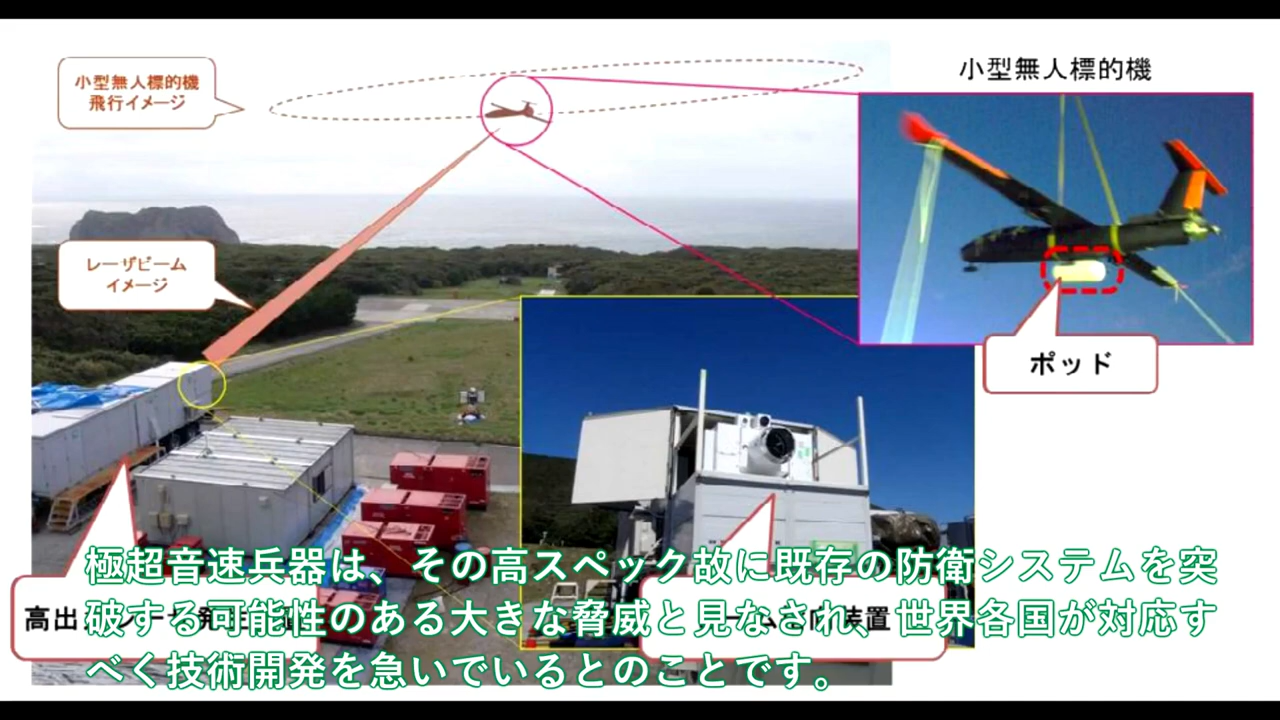 小型無人標的機
飛行イメージ
小型無人標的機
レーザビーム
イメージ
ポッド
高出
装置
極超音速兵器は、その高スペック故に既存の防衛システムを突
破する可能性のある大きな脅威と見なされ、世界各国が対応す
べく技術開発を急いでいるとのことです。